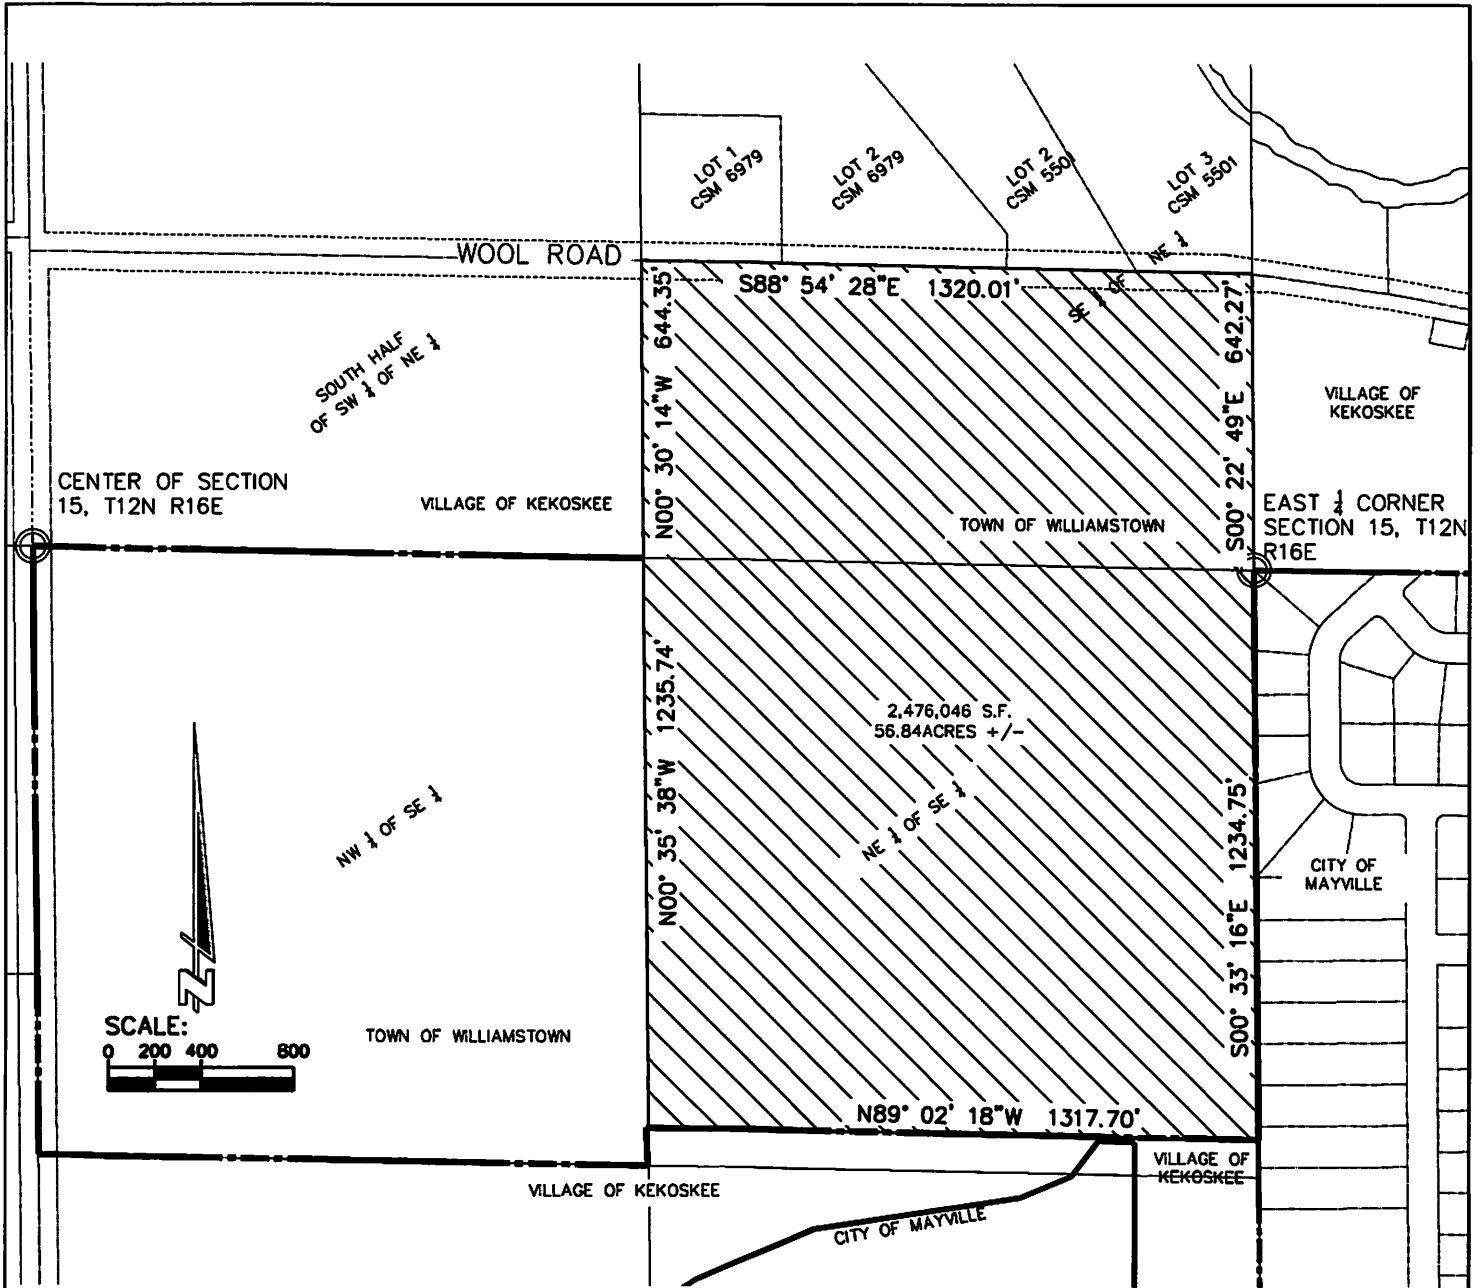 LOT 1
CSM 6979
LOT 2
CSM 6979
LOT 2
CSM 5501
LOT 3
CSM 5501
WOOL ROAD
S88° 54' 28"E 1320.01'
SE ¼ OF NE ¼
SOUTH HALF
OF SW ¼ OF NE ¼
N00° 30' 14"W 644.35'
S00° 22' 49"E 642.27'
VILLAGE OF
KEKOSKEE
CENTER OF SECTION
15, T12N R16E
VILLAGE OF KEKOSKEE
TOWN OF WILLIAMSTOWN
EAST ¼ CORNER
SECTION 15, T12N
R16E
N00° 35' 38"W 1235.74'
2,476,046 S.F.
56.84ACRES +/-
NW ¼ OF SE ¼
NE ¼ OF SE ¼
S00° 33' 16"E 1234.75'
CITY OF
MAYVILLE
N
SCALE:
0 200 400 800
TOWN OF WILLIAMSTOWN
N89° 02' 18"W 1317.70'
VILLAGE OF KEKOSKEE
VILLAGE OF
KEKOSKEE
CITY OF MAYVILLE